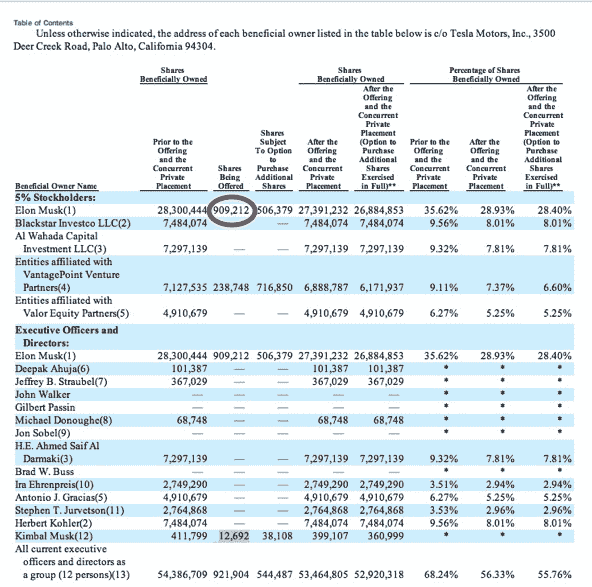 Table of Contents
Unless otherwise indicated, the address of each beneficial owner listed in the table below is c/o Tesla Motors, Inc., 3500
Deer Creek Road, Palo Alto, California 94304.
Shares Beneficially Owned
Shares Beneficially Owned
Percentage of Shares Beneficially Owned
Beneficial Owner Name
Prior to the Offering and the Concurrent Private Placement
Shares Being Offered
Shares Subject To Option to Purchase Additional Shares
After the Offering and the Concurrent Private Placement
After the Offering and the Concurrent Private Placement (Option to Purchase Additional Shares Exercised in Full)**
Prior to the Offering and the Concurrent Private Placement
After the Offering and the Concurrent Private Placement
After the Offering and the Concurrent Private Placement (Option to Purchase Additional Shares Exercised in Full)**
5% Stockholders:
Elon Musk(1) 28,300,444 909,212 506,379 27,391,232 26,884,853 35.62% 28.93% 28.40%
Blackstar Investco LLC(2) 7,484,074 — — 7,484,074 7,484,074 9.56% 8.01% 8.01%
Al Wahada Capital
Investment LLC(3) 7,297,139 — — 7,297,139 7,297,139 9.32% 7.81% 7.81%
Entities affiliated with
VantagePoint Venture
Partners(4) 7,127,535 238,748 716,850 6,888,787 6,171,937 9.11% 7.37% 6.60%
Entities affiliated with
Valor Equity Partners(5) 4,910,679 — — 4,910,679 4,910,679 6.27% 5.25% 5.25%
Executive Officers and
Directors:
Elon Musk(1) 28,300,444 909,212 506,379 27,391,232 26,884,853 35.62% 28.93% 28.40%
Deepak Ahuja(6) 101,387 — — 101,387 101,387 * * *
Jeffrey B. Straubel(7) 367,029 — — 367,029 367,029 * * *
John Walker — — — — — * * *
Gilbert Passin — — — — — * * *
Michael Donoughe(8) 68,748 — — 68,748 68,748 * * *
Jon Sobel(9) — — — — — * * *
H.E. Ahmed Saif Al
Darmaki(3) 7,297,139 — — 7,297,139 7,297,139 9.32% 7.81% 7.81%
Brad W. Buss — — — — — * * *
Ira Ehrenpreis(10) 2,749,290 — — 2,749,290 2,749,290 3.51% 2.94% 2.94%
Antonio J. Gracias(5) 4,910,679 — — 4,910,679 4,910,679 6.27% 5.25% 5.25%
Stephen T. Jurvetson(11) 2,764,868 — — 2,764,868 2,764,868 3.53% 2.96% 2.96%
Herbert Kohler(2) 7,484,074 — — 7,484,074 7,484,074 9.56% 8.01% 8.01%
Kimbal Musk(12) 411,799 12,692 38,108 399,107 360,999 * * *
All current executive
officers and directors as
a group (12 persons)(13) 54,386,709 921,904 544,487 53,464,805 52,920,318 68.24% 56.33% 55.76%